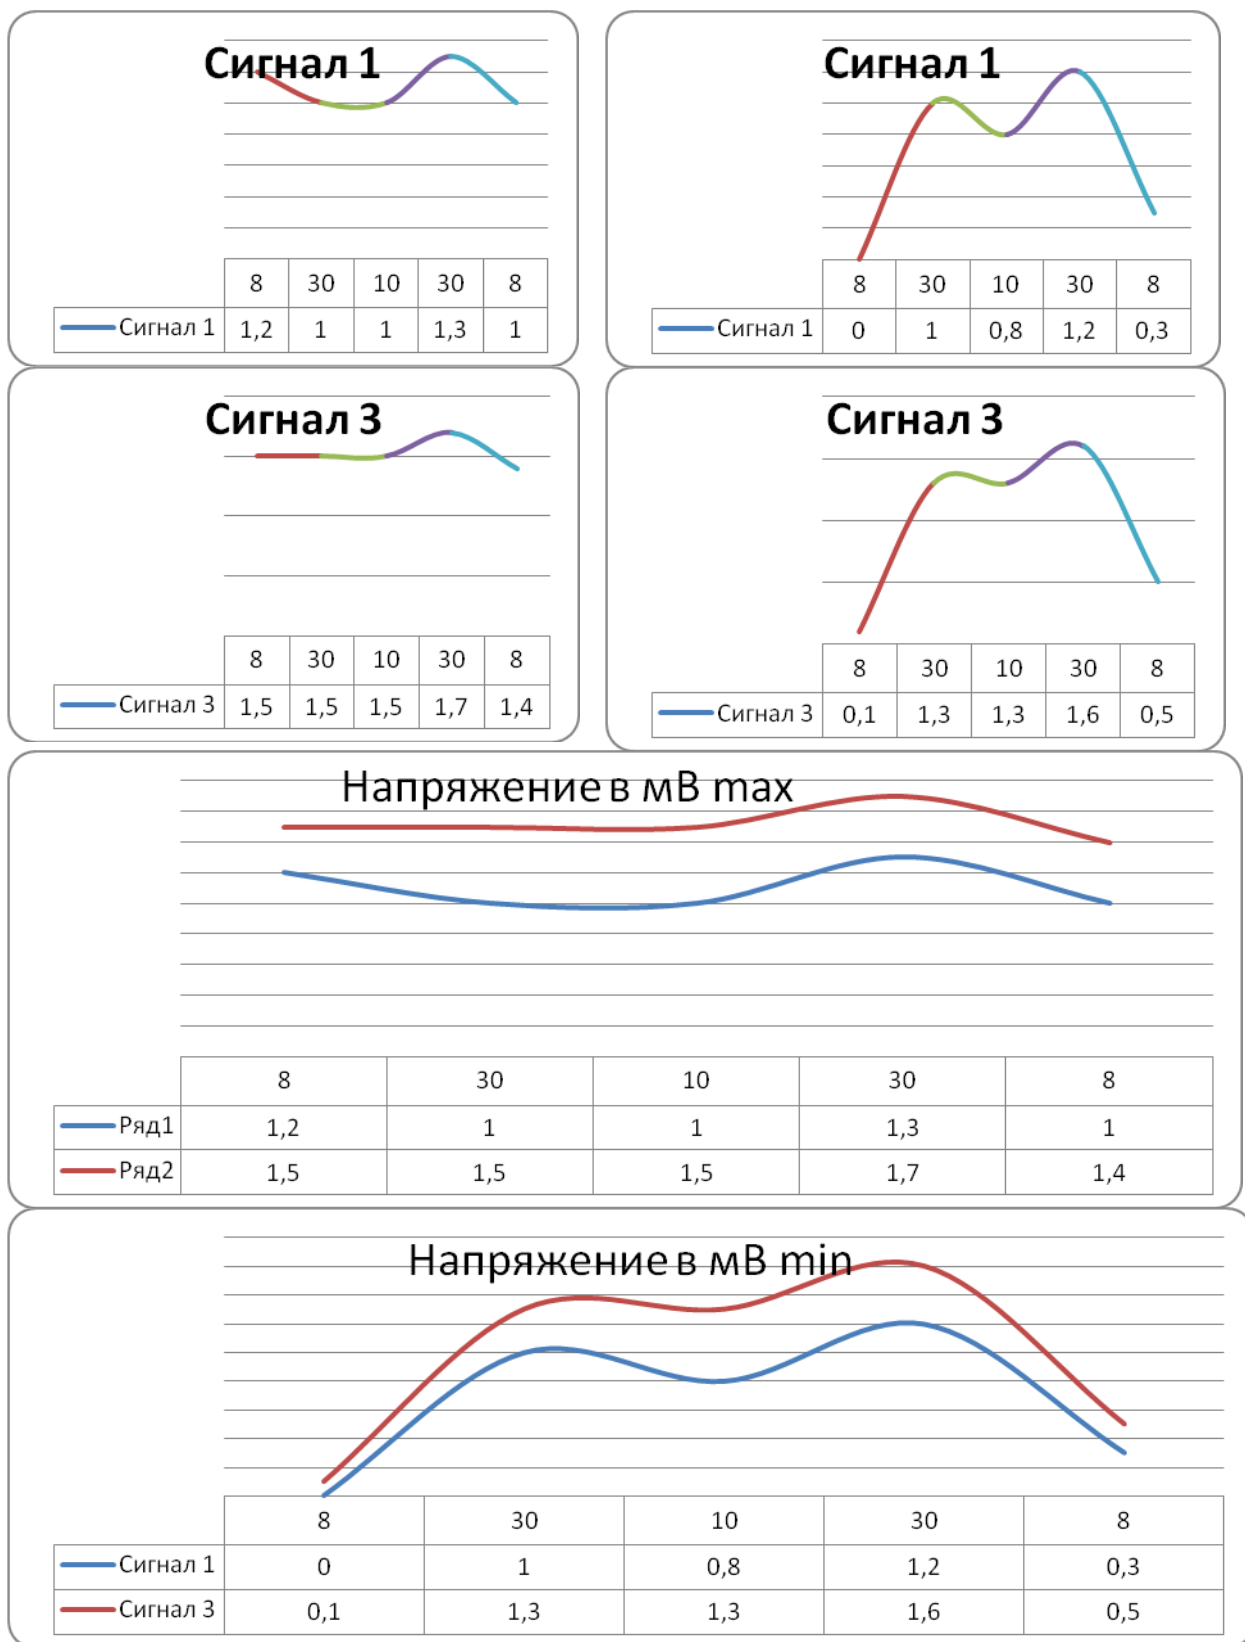 Сигнал 1
8 30 10 30 8
Сигнал 1 1,2 1 1 1,3 1
Сигнал 1
8 30 10 30 8
Сигнал 1 0 1 0,8 1,2 0,3
Сигнал 3
8 30 10 30 8
Сигнал 3 1,5 1,5 1,5 1,7 1,4
Сигнал 3
8 30 10 30 8
Сигнал 3 0,1 1,3 1,3 1,6 0,5
Напряжение в мВ max
8 30 10 30 8
Ряд1 1,2 1 1 1,3 1
Ряд2 1,5 1,5 1,5 1,7 1,4
Напряжение в мВ min
8 30 10 30 8
Сигнал 1 0 1 0,8 1,2 0,3
Сигнал 3 0,1 1,3 1,3 1,6 0,5